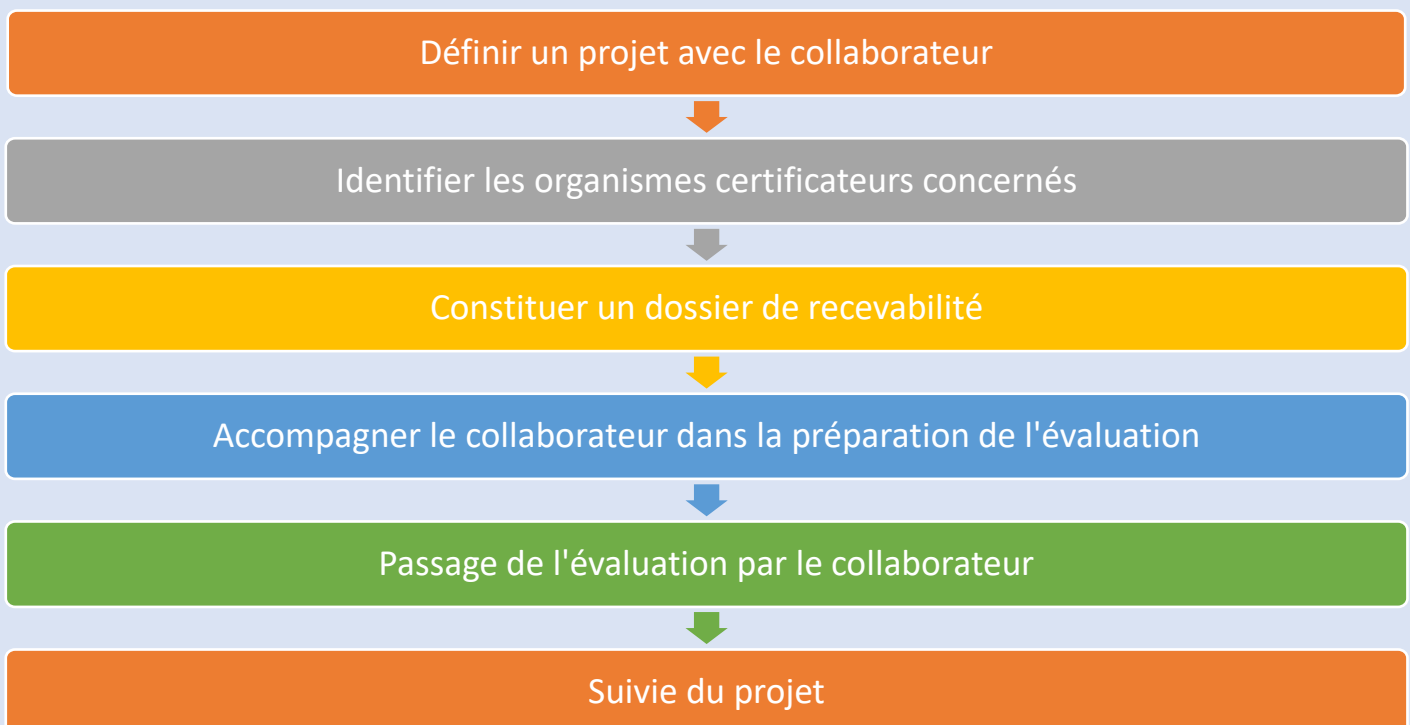 Définir un projet avec le collaborateur
Identifier les organismes certificateurs concernés
Constituer un dossier de recevabilité
Accompagner le collaborateur dans la préparation de l'évaluation
Passage de l'évaluation par le collaborateur
Suivie du projet